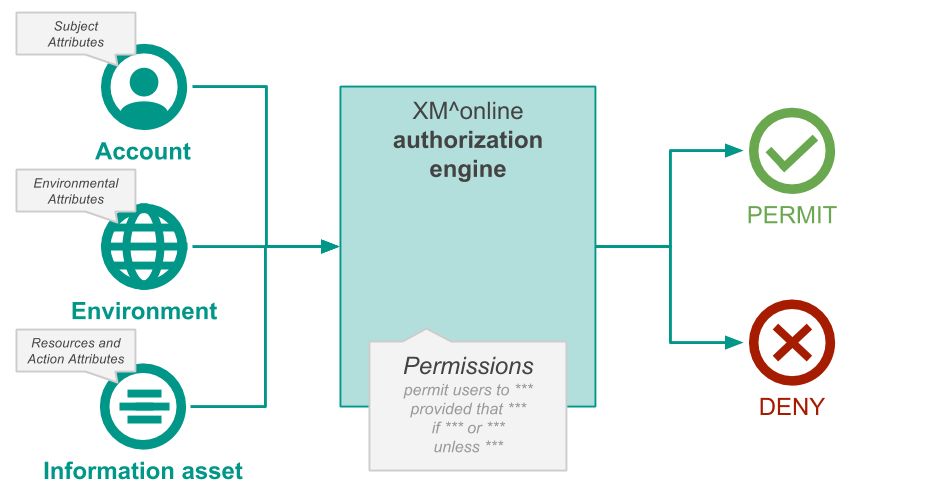 Subject
Attributes
Account
Environmental
Attributes
Environment
Resources and
Action Attributes
Information asset
XM^online
authorization
engine
Permissions
permit users to ***
provided that ***
if *** or ***
unless ***
PERMIT
DENY